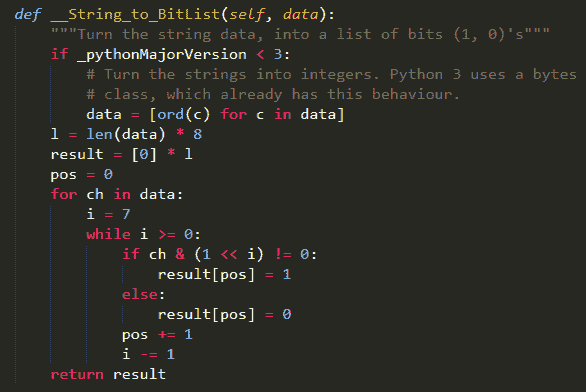 def __String_to_BitList(self, data):
    """Turn the string data, into a list of bits (1, 0)'s"""
    if _pythonMajorVersion < 3:
        # Turn the strings into integers. Python 3 uses a bytes
        # class, which already has this behaviour.
        data = [ord(c) for c in data]
    l = len(data) * 8
    result = [0] * l
    pos = 0
    for ch in data:
        i = 7
        while i >= 0:
            if ch & (1 << i) != 0:
                result[pos] = 1
            else:
                result[pos] = 0
            pos += 1
            i -= 1
    return result